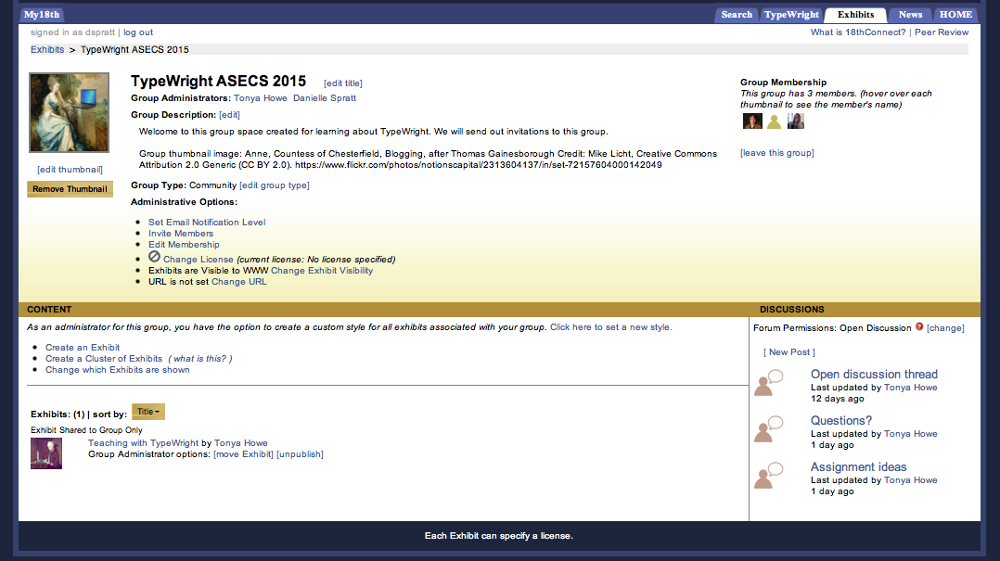 My18th
Search TypeWright Exhibits News HOME
signed in as dspratt | log out
What is 18thConnect? | Peer Review
Exhibits > TypeWright ASECS 2015
TypeWright ASECS 2015 [edit title]
Group Administrators: Tonya Howe Danielle Spratt
Group Description: [edit]
Welcome to this group space created for learning about TypeWright. We will send out invitations to this group.
Group thumbnail image: Anne, Countess of Chesterfield, Blogging, after Thomas Gainesborough Credit: Mike Licht, Creative Commons
Attribution 2.0 Generic (CC BY 2.0). https://www.flickr.com/photos/notionscapital/2313604137/in/set-72157604000142049
[edit thumbnail]
Remove Thumbnail
Group Type: Community [edit group type]
Administrative Options:
Set Email Notification Level
Invite Members
Edit Membership
Change License (current license: No license specified)
Exhibits are Visible to WWW Change Exhibit Visibility
URL is not set Change URL
Group Membership
This group has 3 members. (hover over each
thumbnail to see the member's name)
[leave this group]
CONTENT
As an administrator for this group, you have the option to create a custom style for all exhibits associated with your group. Click here to set a new style.
Create an Exhibit
Create a Cluster of Exhibits ( what is this? )
Change which Exhibits are shown
Exhibits: (1) | sort by: Title
Exhibit Shared to Group Only
Teaching with TypeWright by Tonya Howe
Group Administrator options: [move Exhibit] [unpublish]
DISCUSSIONS
Forum Permissions: Open Discussion ? [change]
[ New Post ]
Open discussion thread
Last updated by Tonya Howe
12 days ago
Questions?
Last updated by Tonya Howe
1 day ago
Assignment ideas
Last updated by Tonya Howe
1 day ago
Each Exhibit can specify a license.